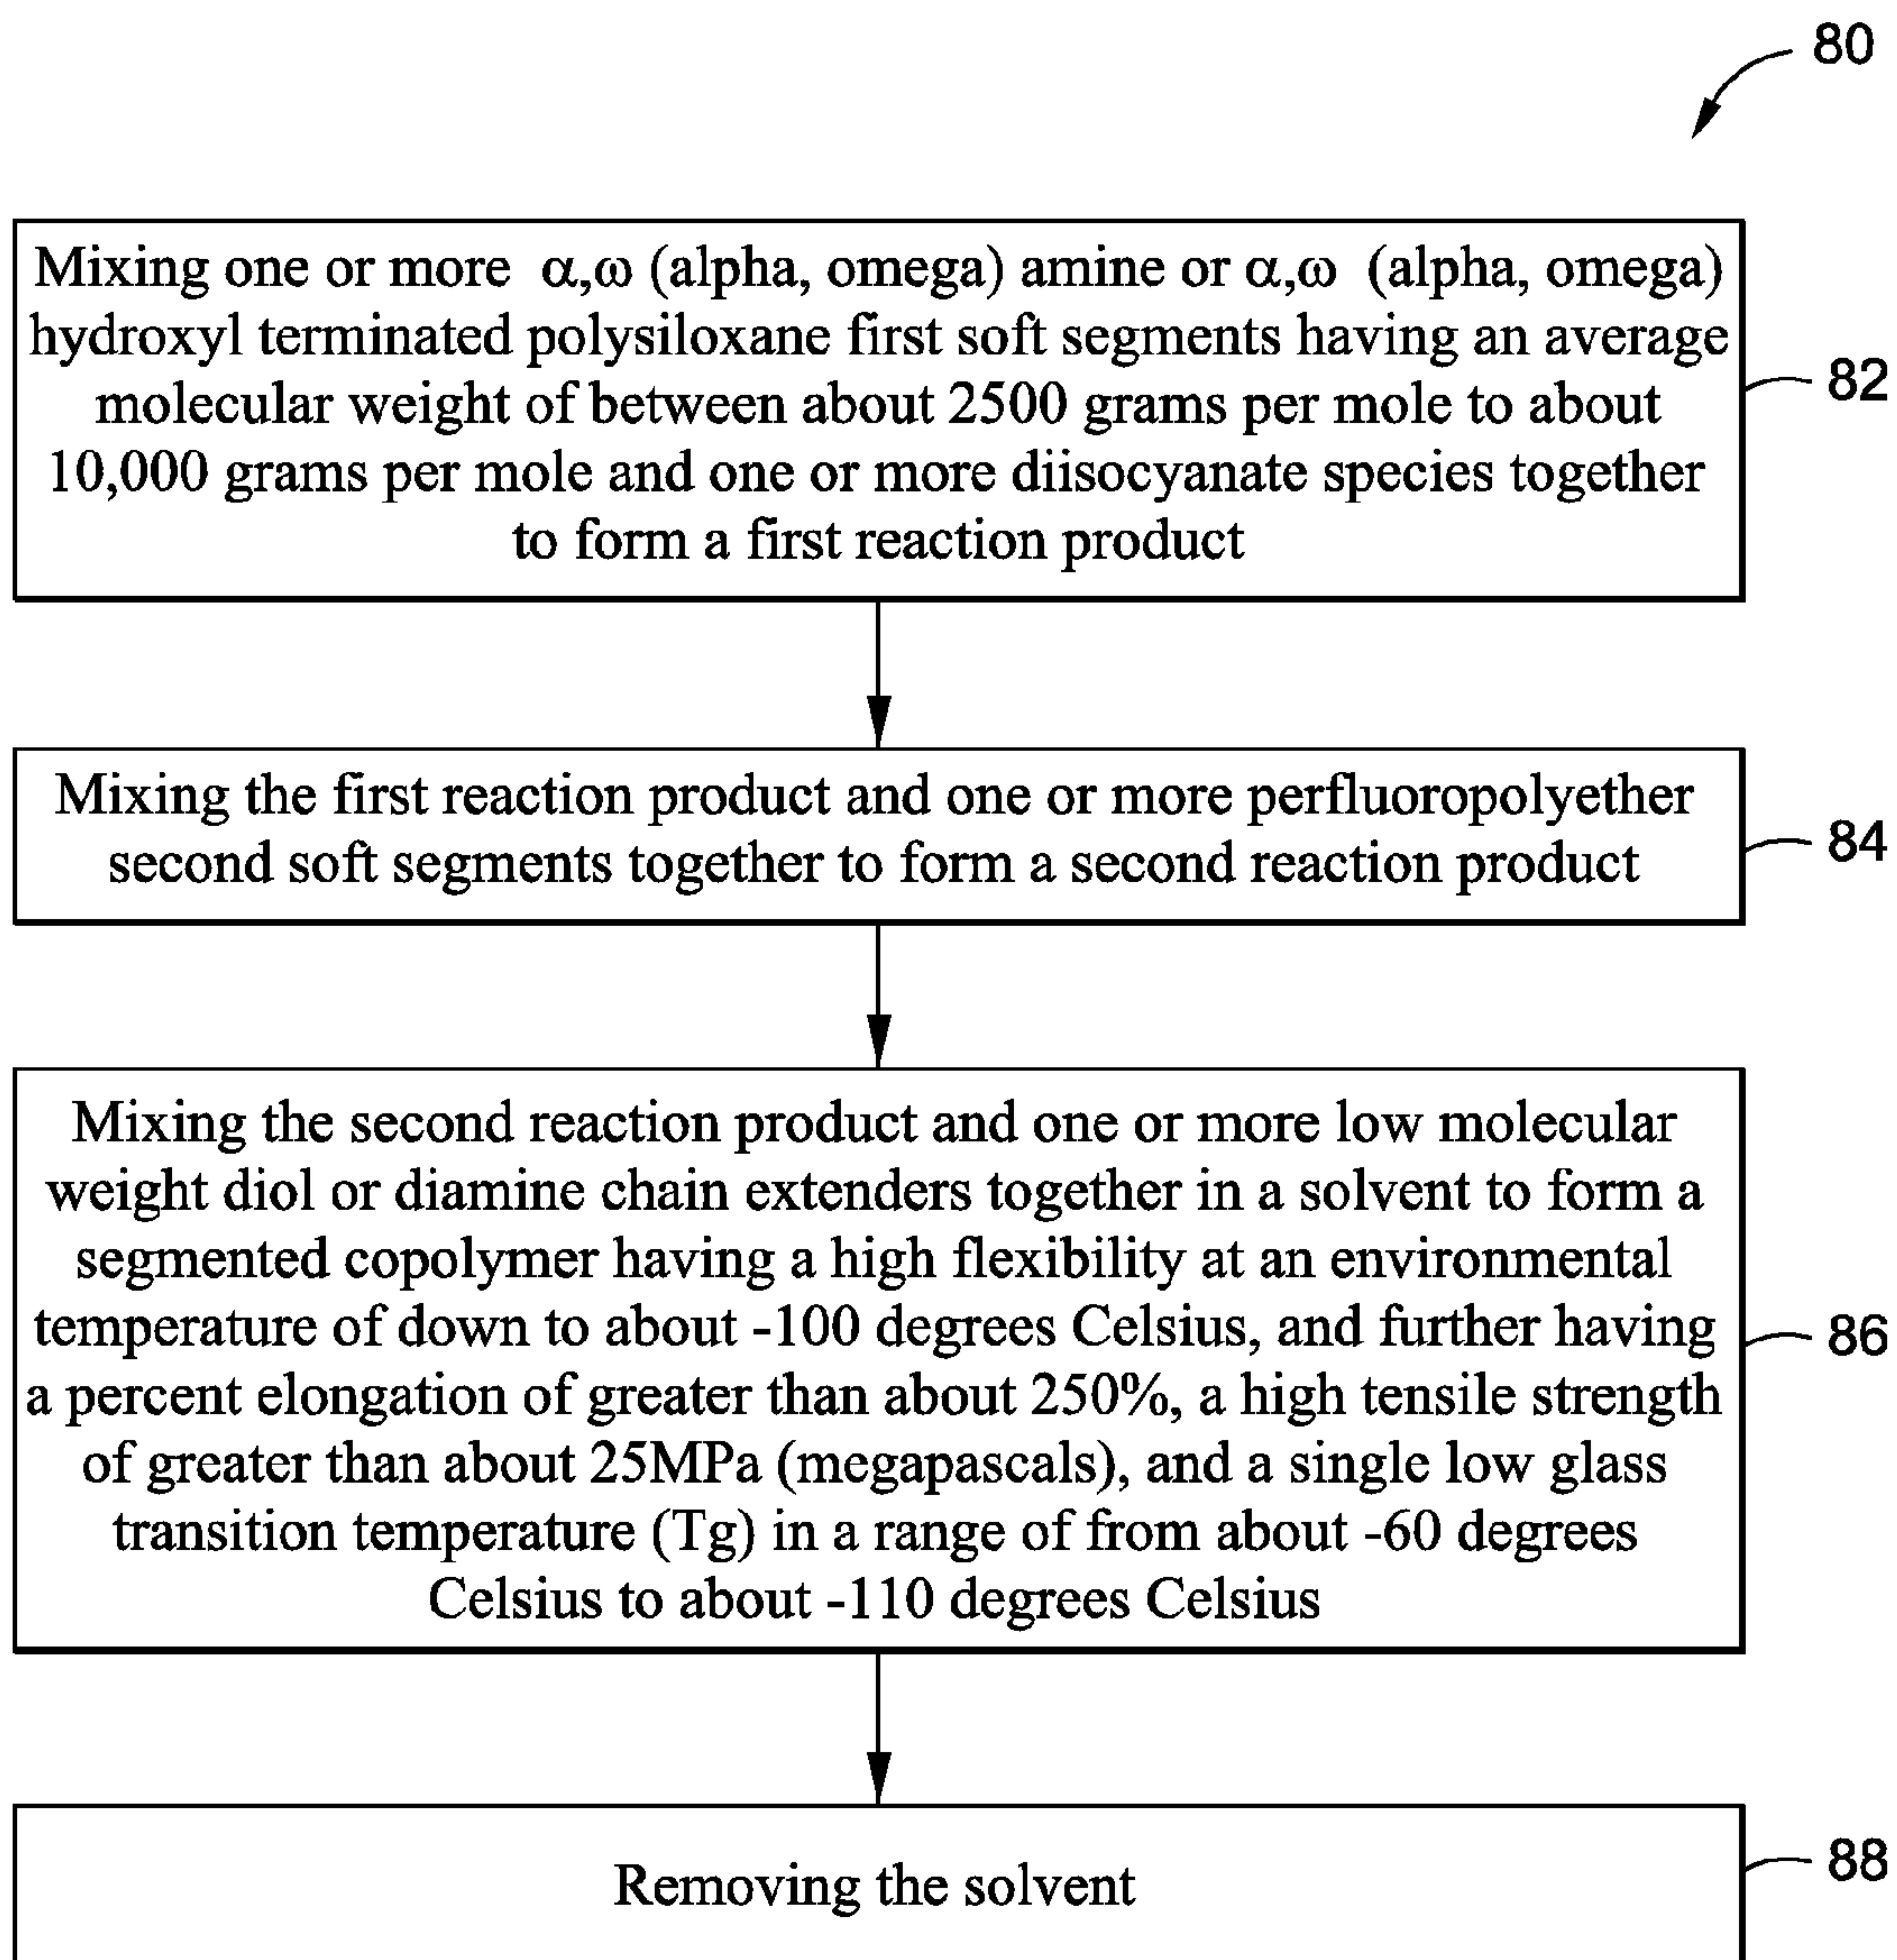 80
Mixing one or more α,ω (alpha, omega) amine or α,ω (alpha, omega)
hydroxyl terminated polysiloxane first soft segments having an average
molecular weight of between about 2500 grams per mole to about
10,000 grams per mole and one or more diisocyanate species together
to form a first reaction product
82
Mixing the first reaction product and one or more perfluoropolyether
second soft segments together to form a second reaction product
84
Mixing the second reaction product and one or more low molecular
weight diol or diamine chain extenders together in a solvent to form a
segmented copolymer having a high flexibility at an environmental
temperature of down to about -100 degrees Celsius, and further having
a percent elongation of greater than about 250%, a high tensile strength
of greater than about 25MPa (megapascals), and a single low glass
transition temperature (Tg) in a range of from about -60 degrees
Celsius to about -110 degrees Celsius
86
Removing the solvent
88